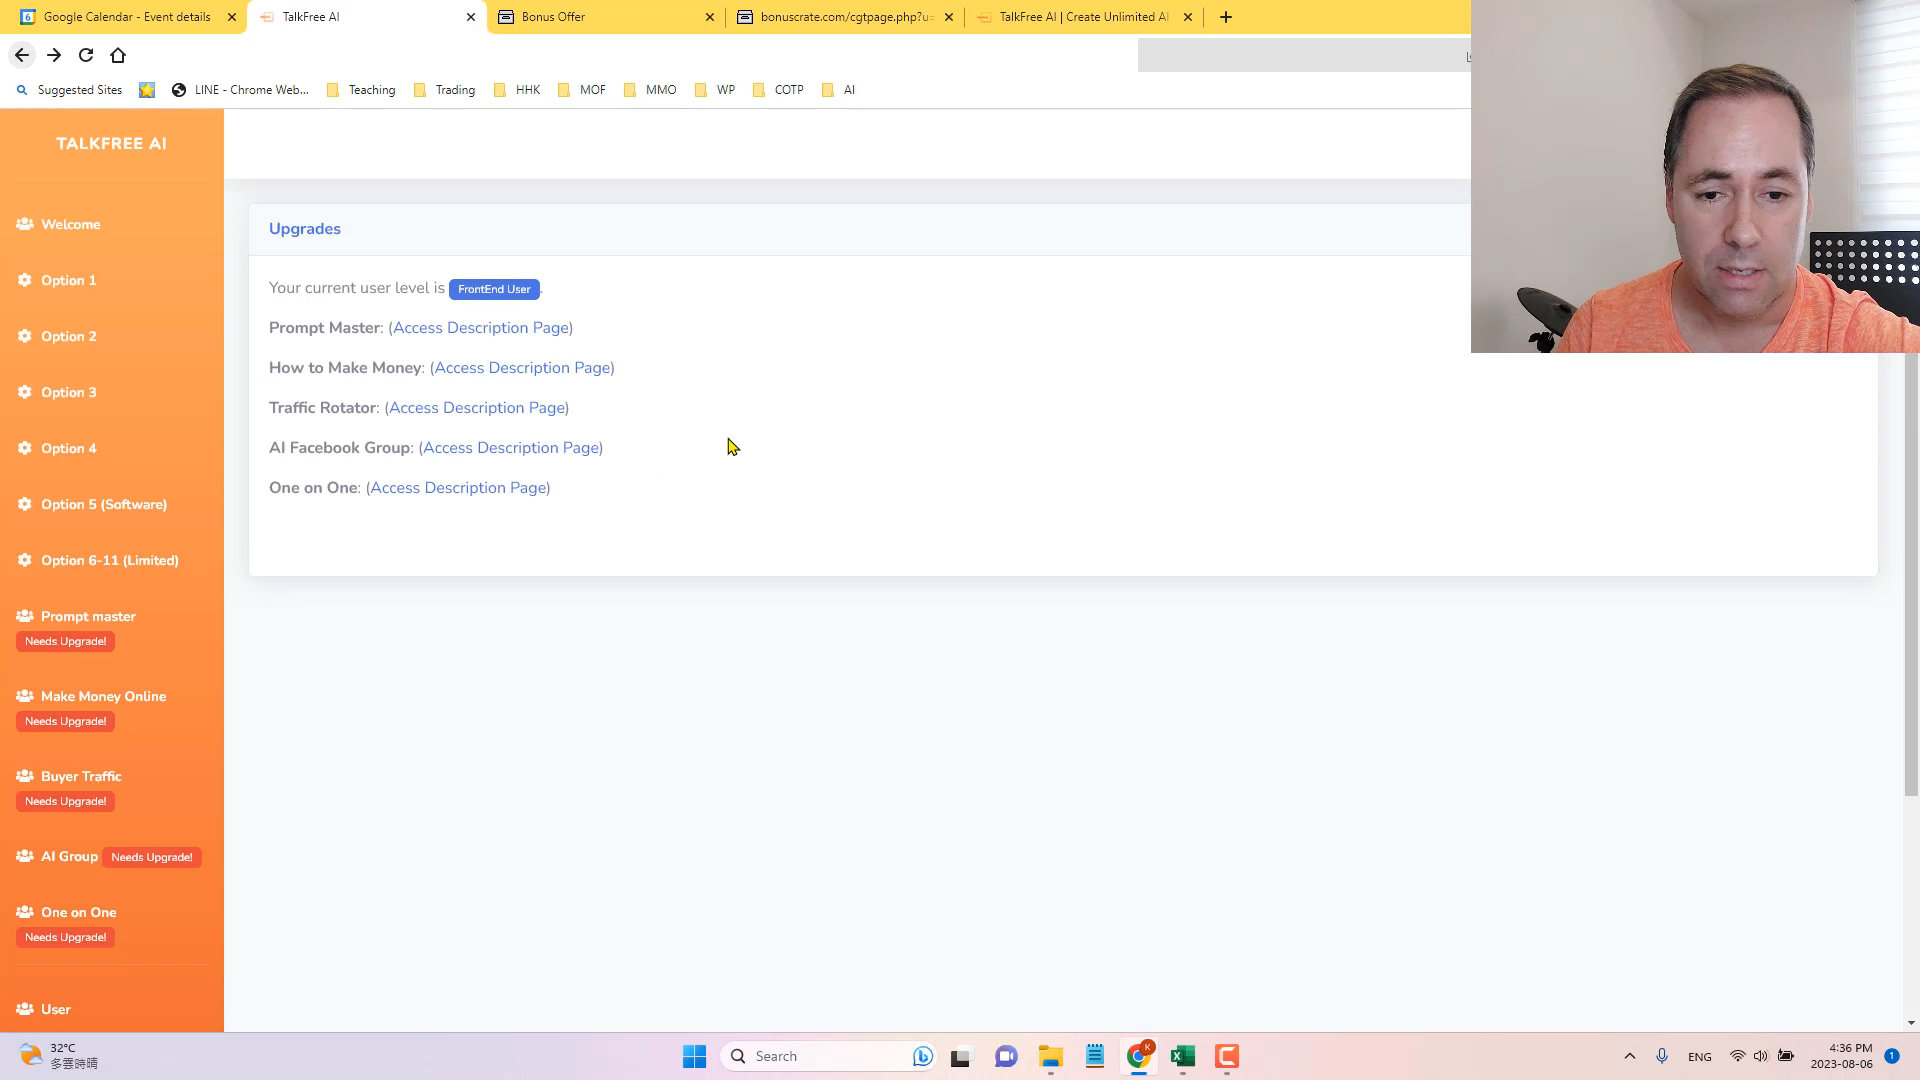 Google Calendar - Event details
TalkFree AI
Bonus Offer
bonuscrate.com/cgtpage.php?u=
TalkFree AI | Create Unlimited AI
Suggested Sites
LINE - Chrome Web...
Teaching
Trading
HHK
MOF
MMO
WP
COTP
AI
TALKFREE AI
Welcome
Option 1
Option 2
Option 3
Option 4
Option 5 (Software)
Option 6-11 (Limited)
Prompt master
Needs Upgrade!
Make Money Online
Needs Upgrade!
Buyer Traffic
Needs Upgrade!
AI Group Needs Upgrade!
One on One
Needs Upgrade!
User
Upgrades
Your current user level is FrontEnd User.
Prompt Master: (Access Description Page)
How to Make Money: (Access Description Page)
Traffic Rotator: (Access Description Page)
AI Facebook Group: (Access Description Page)
One on One: (Access Description Page)
32°C
多雲時晴
Search
K
ENG
4:36 PM
2023-08-06
1